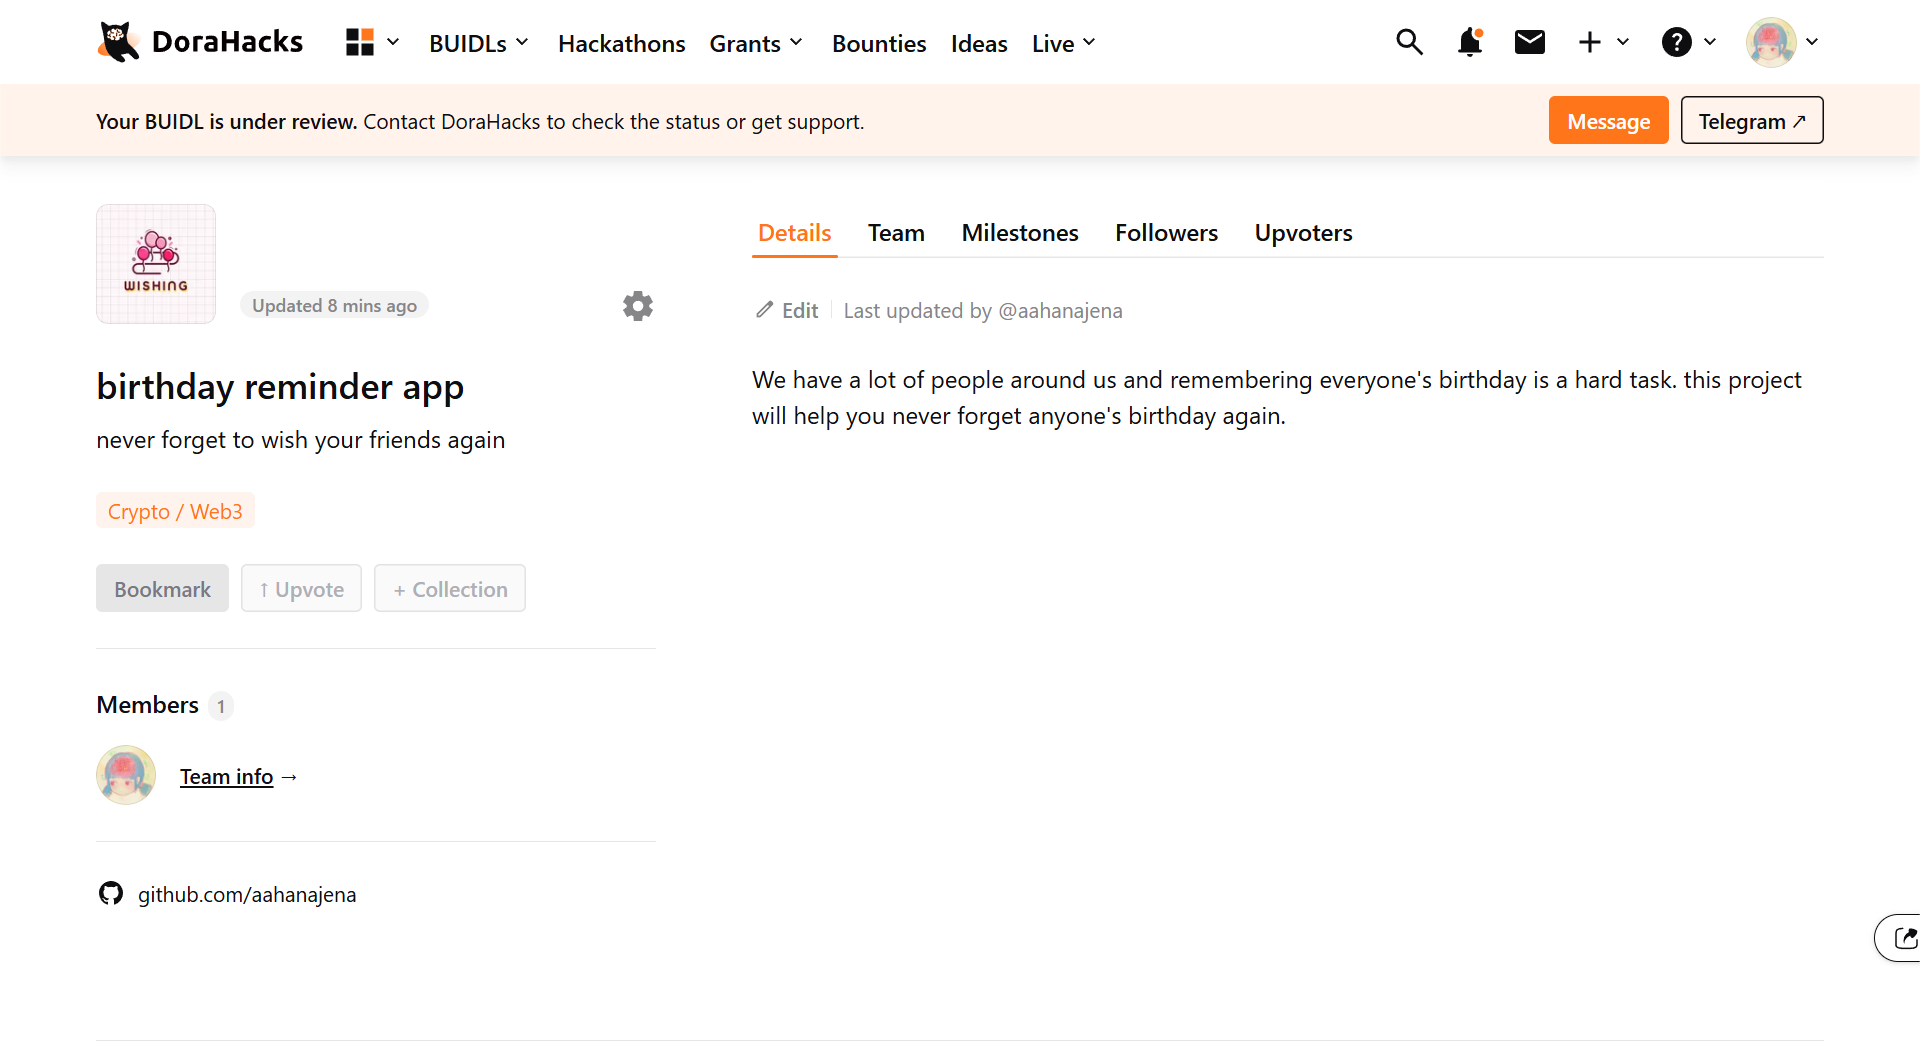 DoraHacks
BUIDLs
Hackathons
Grants
Bounties
Ideas
Live
Your BUIDL is under review. Contact DoraHacks to check the status or get support.
Message
Telegram ↗
WISHING
Updated 8 mins ago
birthday reminder app
never forget to wish your friends again
Crypto / Web3
Bookmark
↑ Upvote
+ Collection
Members 1
Team info →
github.com/aahanajena
Details
Team
Milestones
Followers
Upvoters
Edit
Last updated by @aahanajena
We have a lot of people around us and remembering everyone's birthday is a hard task. this project
will help you never forget anyone's birthday again.